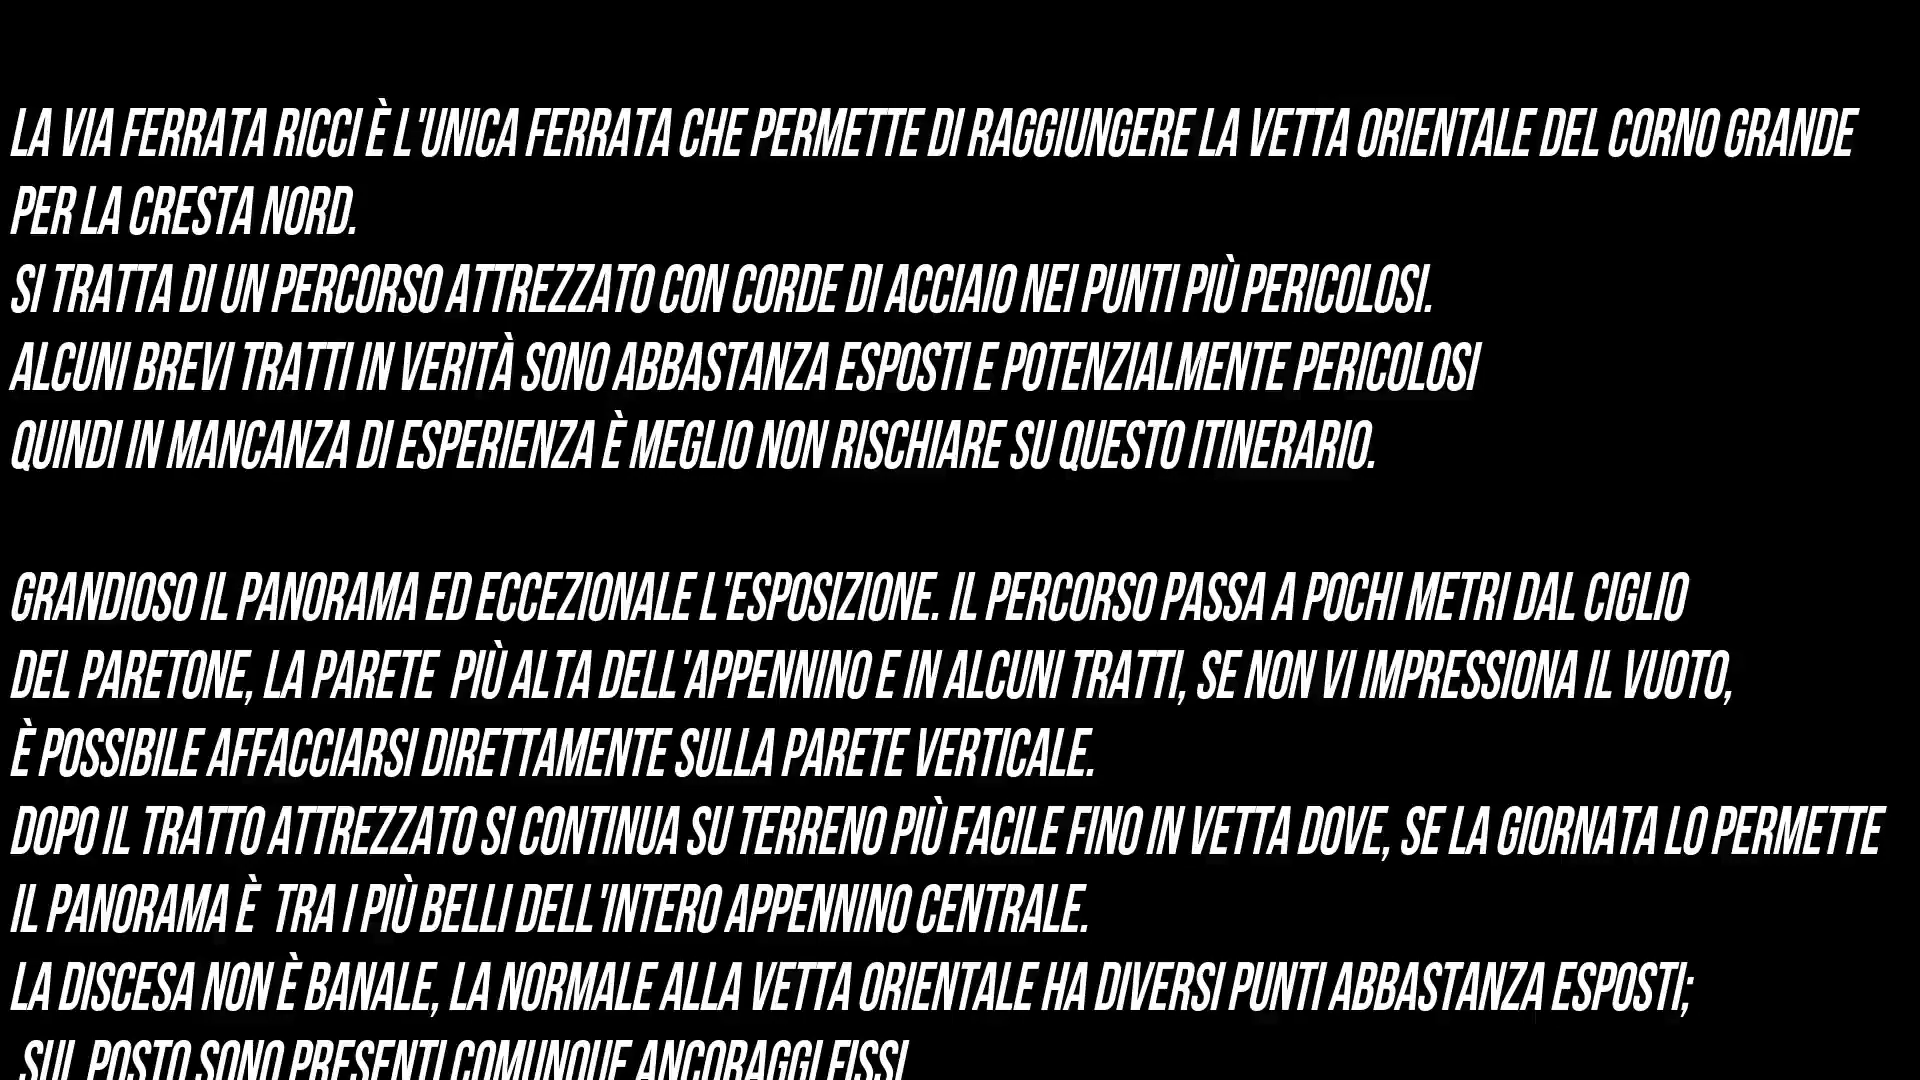 LA VIA FERRATA RICCI È L'UNICA FERRATA CHE PERMETTE DI RAGGIUNGERE LA VETTA ORIENTALE DEL CORNO GRANDE
PER LA CRESTA NORD.
SI TRATTA DI UN PERCORSO ATTREZZATO CON CORDE DI ACCIAIO NEI PUNTI PIÙ PERICOLOSI.
ALCUNI BREVI TRATTI IN VERITÀ SONO ABBASTANZA ESPOSTI E POTENZIALMENTE PERICOLOSI
QUINDI IN MANCANZA DI ESPERIENZA È MEGLIO NON RISCHIARE SU QUESTO ITINERARIO.
GRANDIOSO IL PANORAMA ED ECCEZIONALE L'ESPOSIZIONE. IL PERCORSO PASSA A POCHI METRI DAL CIGLIO
DEL PARETONE, LA PARETE  PIÙ ALTA DELL'APPENNINO E IN ALCUNI TRATTI, SE NON VI IMPRESSIONA IL VUOTO,
È POSSIBILE AFFACCIARSI DIRETTAMENTE SULLA PARETE VERTICALE.
DOPO IL TRATTO ATTREZZATO SI CONTINUA SU TERRENO PIÙ FACILE FINO IN VETTA DOVE, SE LA GIORNATA LO PERMETTE
IL PANORAMA È  TRA I PIÙ BELLI DELL'INTERO APPENNINO CENTRALE.
LA DISCESA NON È BANALE, LA NORMALE ALLA VETTA ORIENTALE HA DIVERSI PUNTI ABBASTANZA ESPOSTI;
SUL POSTO SONO PRESENTI COMUNQUE ANCORAGGI FISSI